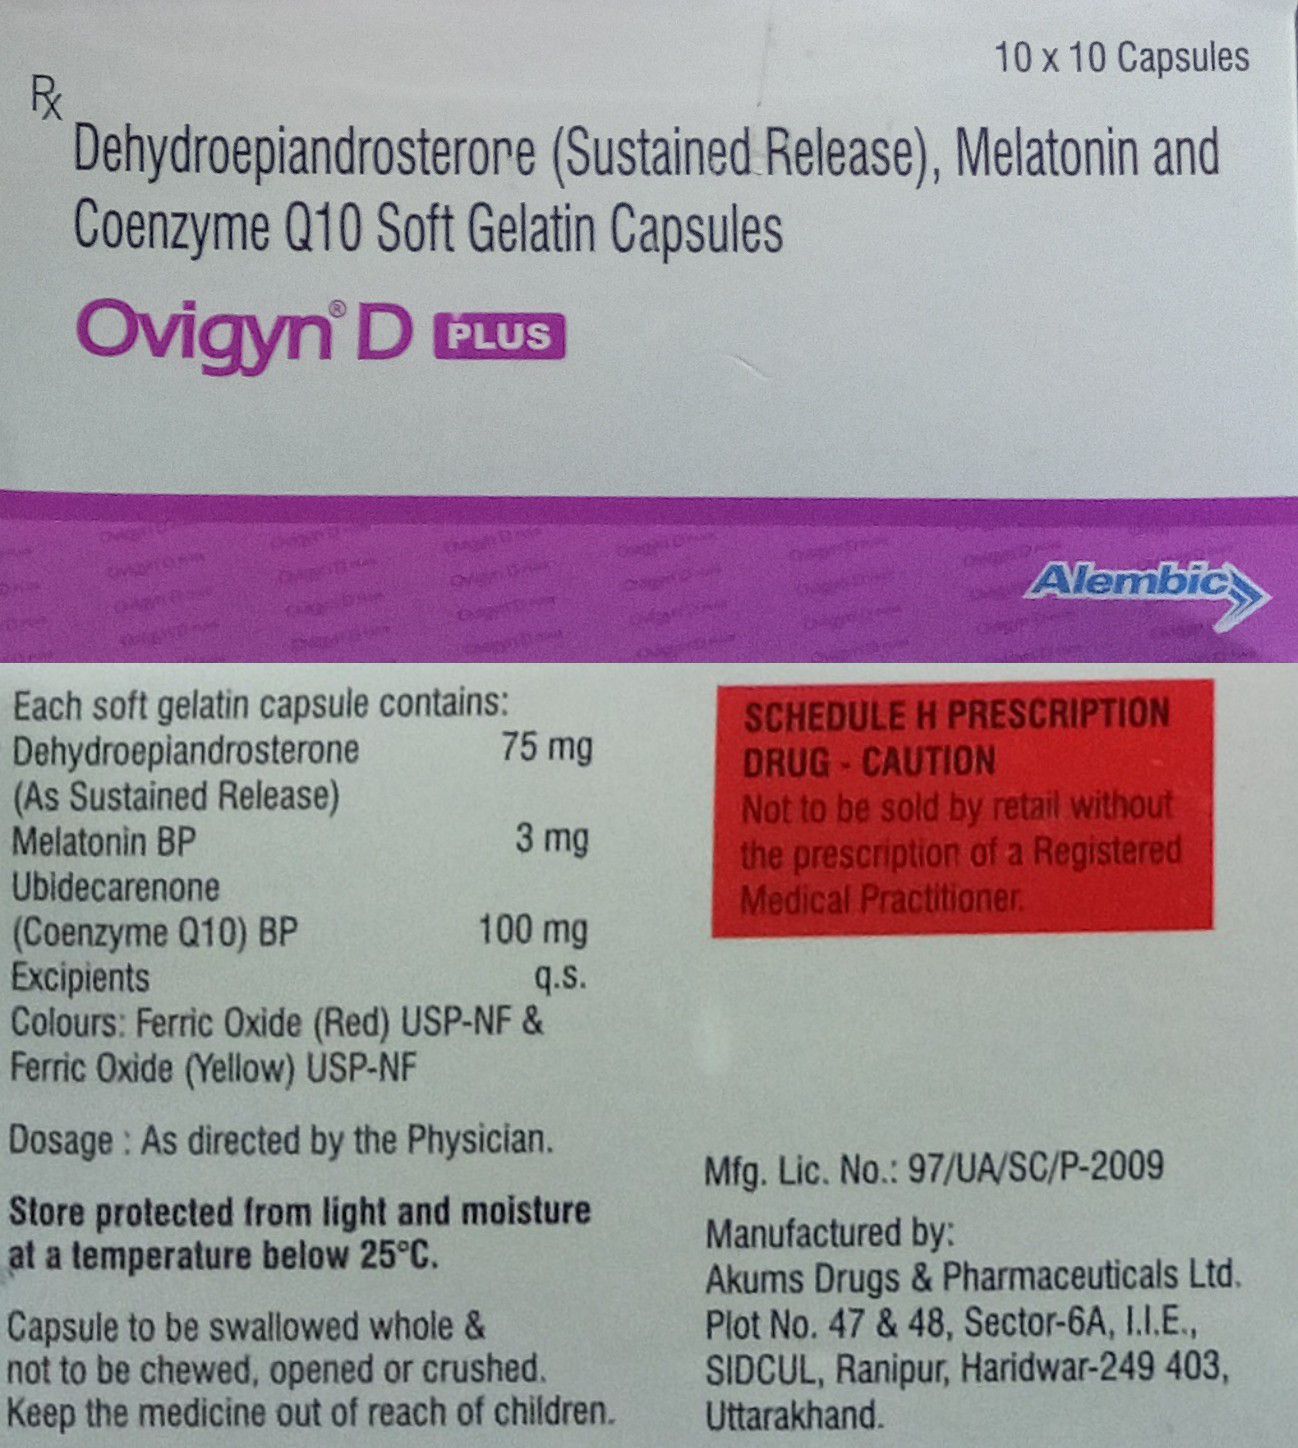 10 x 10 Capsules
Rx
Dehydroepiandrosterone (Sustained Release), Melatonin and
Coenzyme Q10 Soft Gelatin Capsules
Ovigyn® D PLUS
Alembic
Each soft gelatin capsule contains:
Dehydroepiandrosterone 75 mg
(As Sustained Release)
Melatonin BP 3 mg
Ubidecarenone
(Coenzyme Q10) BP 100 mg
Excipients q.s.
Colours: Ferric Oxide (Red) USP-NF &
Ferric Oxide (Yellow) USP-NF
Dosage : As directed by the Physician.
Store protected from light and moisture
at a temperature below 25°C.
Capsule to be swallowed whole &
not to be chewed, opened or crushed.
Keep the medicine out of reach of children.
SCHEDULE H PRESCRIPTION
DRUG - CAUTION
Not to be sold by retail without
the prescription of a Registered
Medical Practitioner.
Mfg. Lic. No.: 97/UA/SC/P-2009
Manufactured by:
Akums Drugs & Pharmaceuticals Ltd.
Plot No. 47 & 48, Sector-6A, I.I.E.,
SIDCUL, Ranipur, Haridwar-249 403,
Uttarakhand.